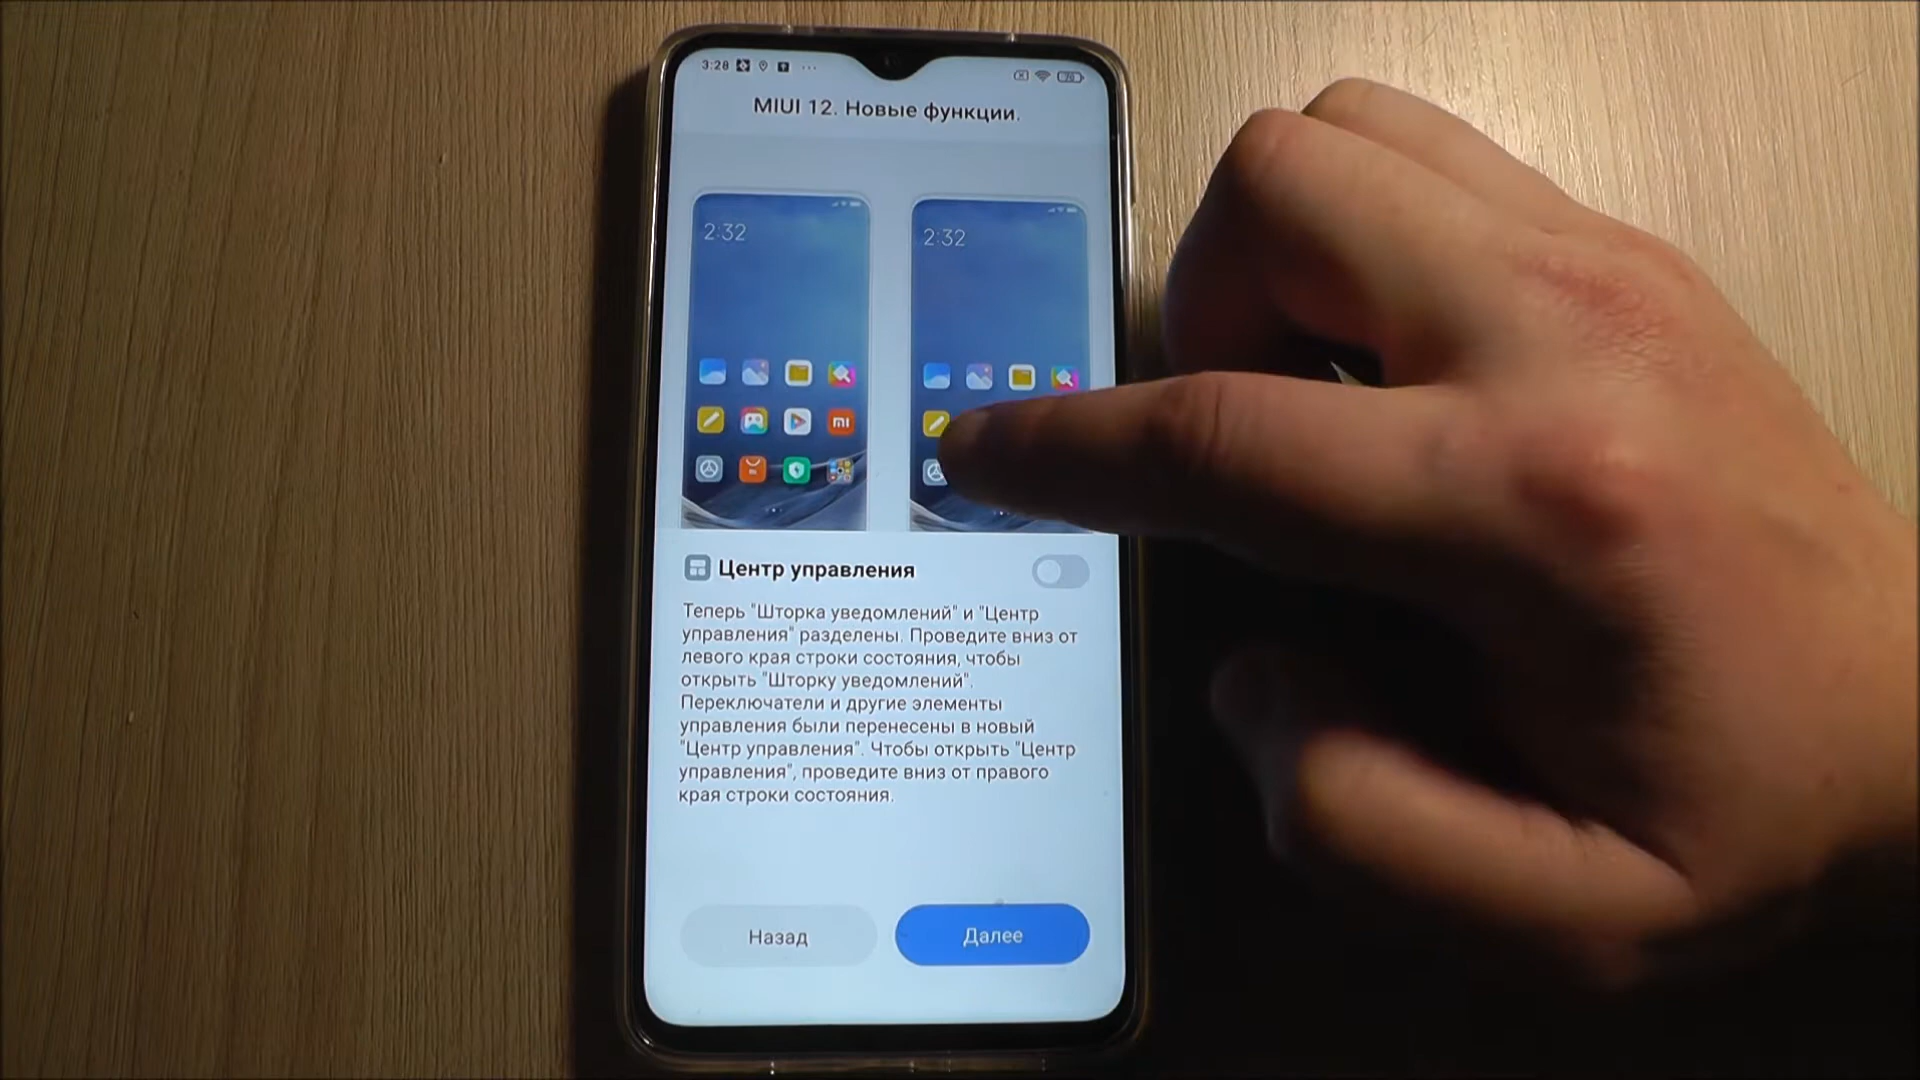 3:28
70
MIUI 12. Новые функции.
2:32
2:32
mi
Центр управления
Теперь "Шторка уведомлений" и "Центр
управления" разделены. Проведите вниз от
левого края строки состояния, чтобы
открыть "Шторку уведомлений".
Переключатели и другие элементы
управления были перенесены в новый
"Центр управления". Чтобы открыть "Центр
управления", проведите вниз от правого
края строки состояния.
Назад
Далее